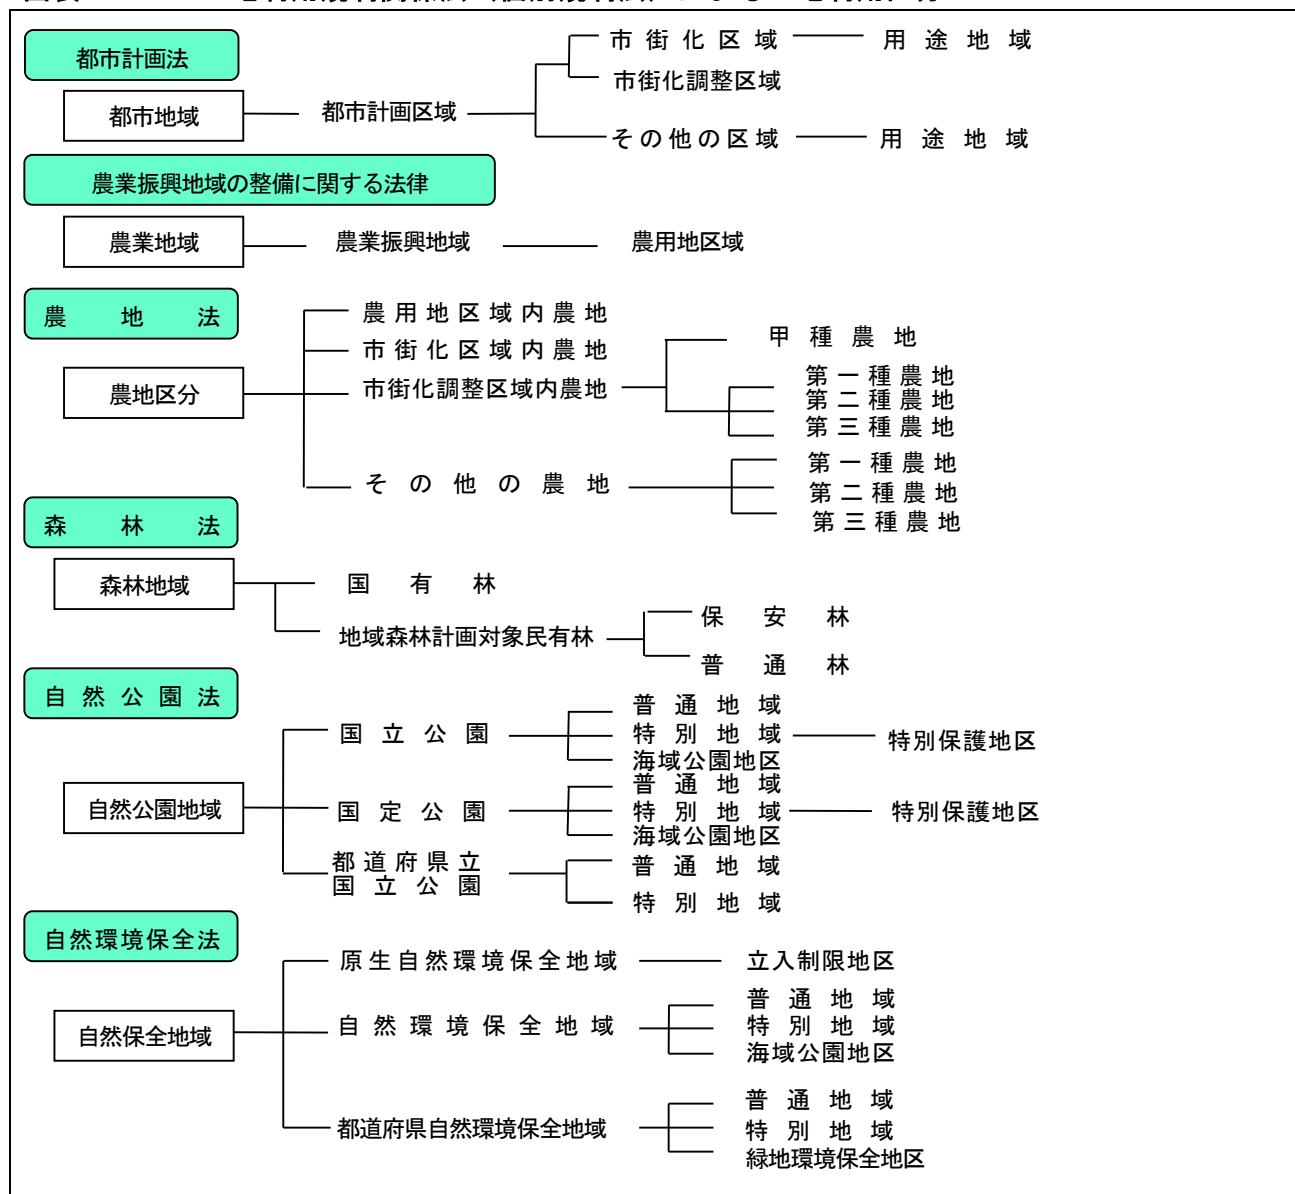 都市計画法
市街化区域 用途地域
市街化調整区域
都市地域 都市計画区域
その他の区域 用途地域
農業振興地域の整備に関する法律
農業地域 農業振興地域 農用地区域
農地法
農用地区域内農地
市街化区域内農地 甲種農地
農地区分 市街化調整区域内農地 第一種農地
第二種農地
第三種農地
その他の農地 第一種農地
第二種農地
第三種農地
森林法
森林地域 国有林
地域森林計画対象民有林 保安林
普通林
自然公園法
国立公園 普通地域
特別地域 特別保護地区
海域公園地区
自然公園地域 国定公園 普通地域
特別地域 特別保護地区
海域公園地区
都道府県立 普通地域
国立公園 特別地域
自然環境保全法
原生自然環境保全地域 立入制限地区
自然保全地域 自然環境保全地域 普通地域
特別地域
海域公園地区
都道府県自然環境保全地域 普通地域
特別地域
緑地環境保全地区